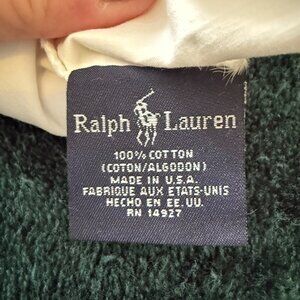 Ralph Lauren
100% COTTON
(COTON/ALGODON)
MADE IN U.S.A.
FABRIQUE AUX ETATS-UNIS
HECHO EN EE. UU.
RN 14927